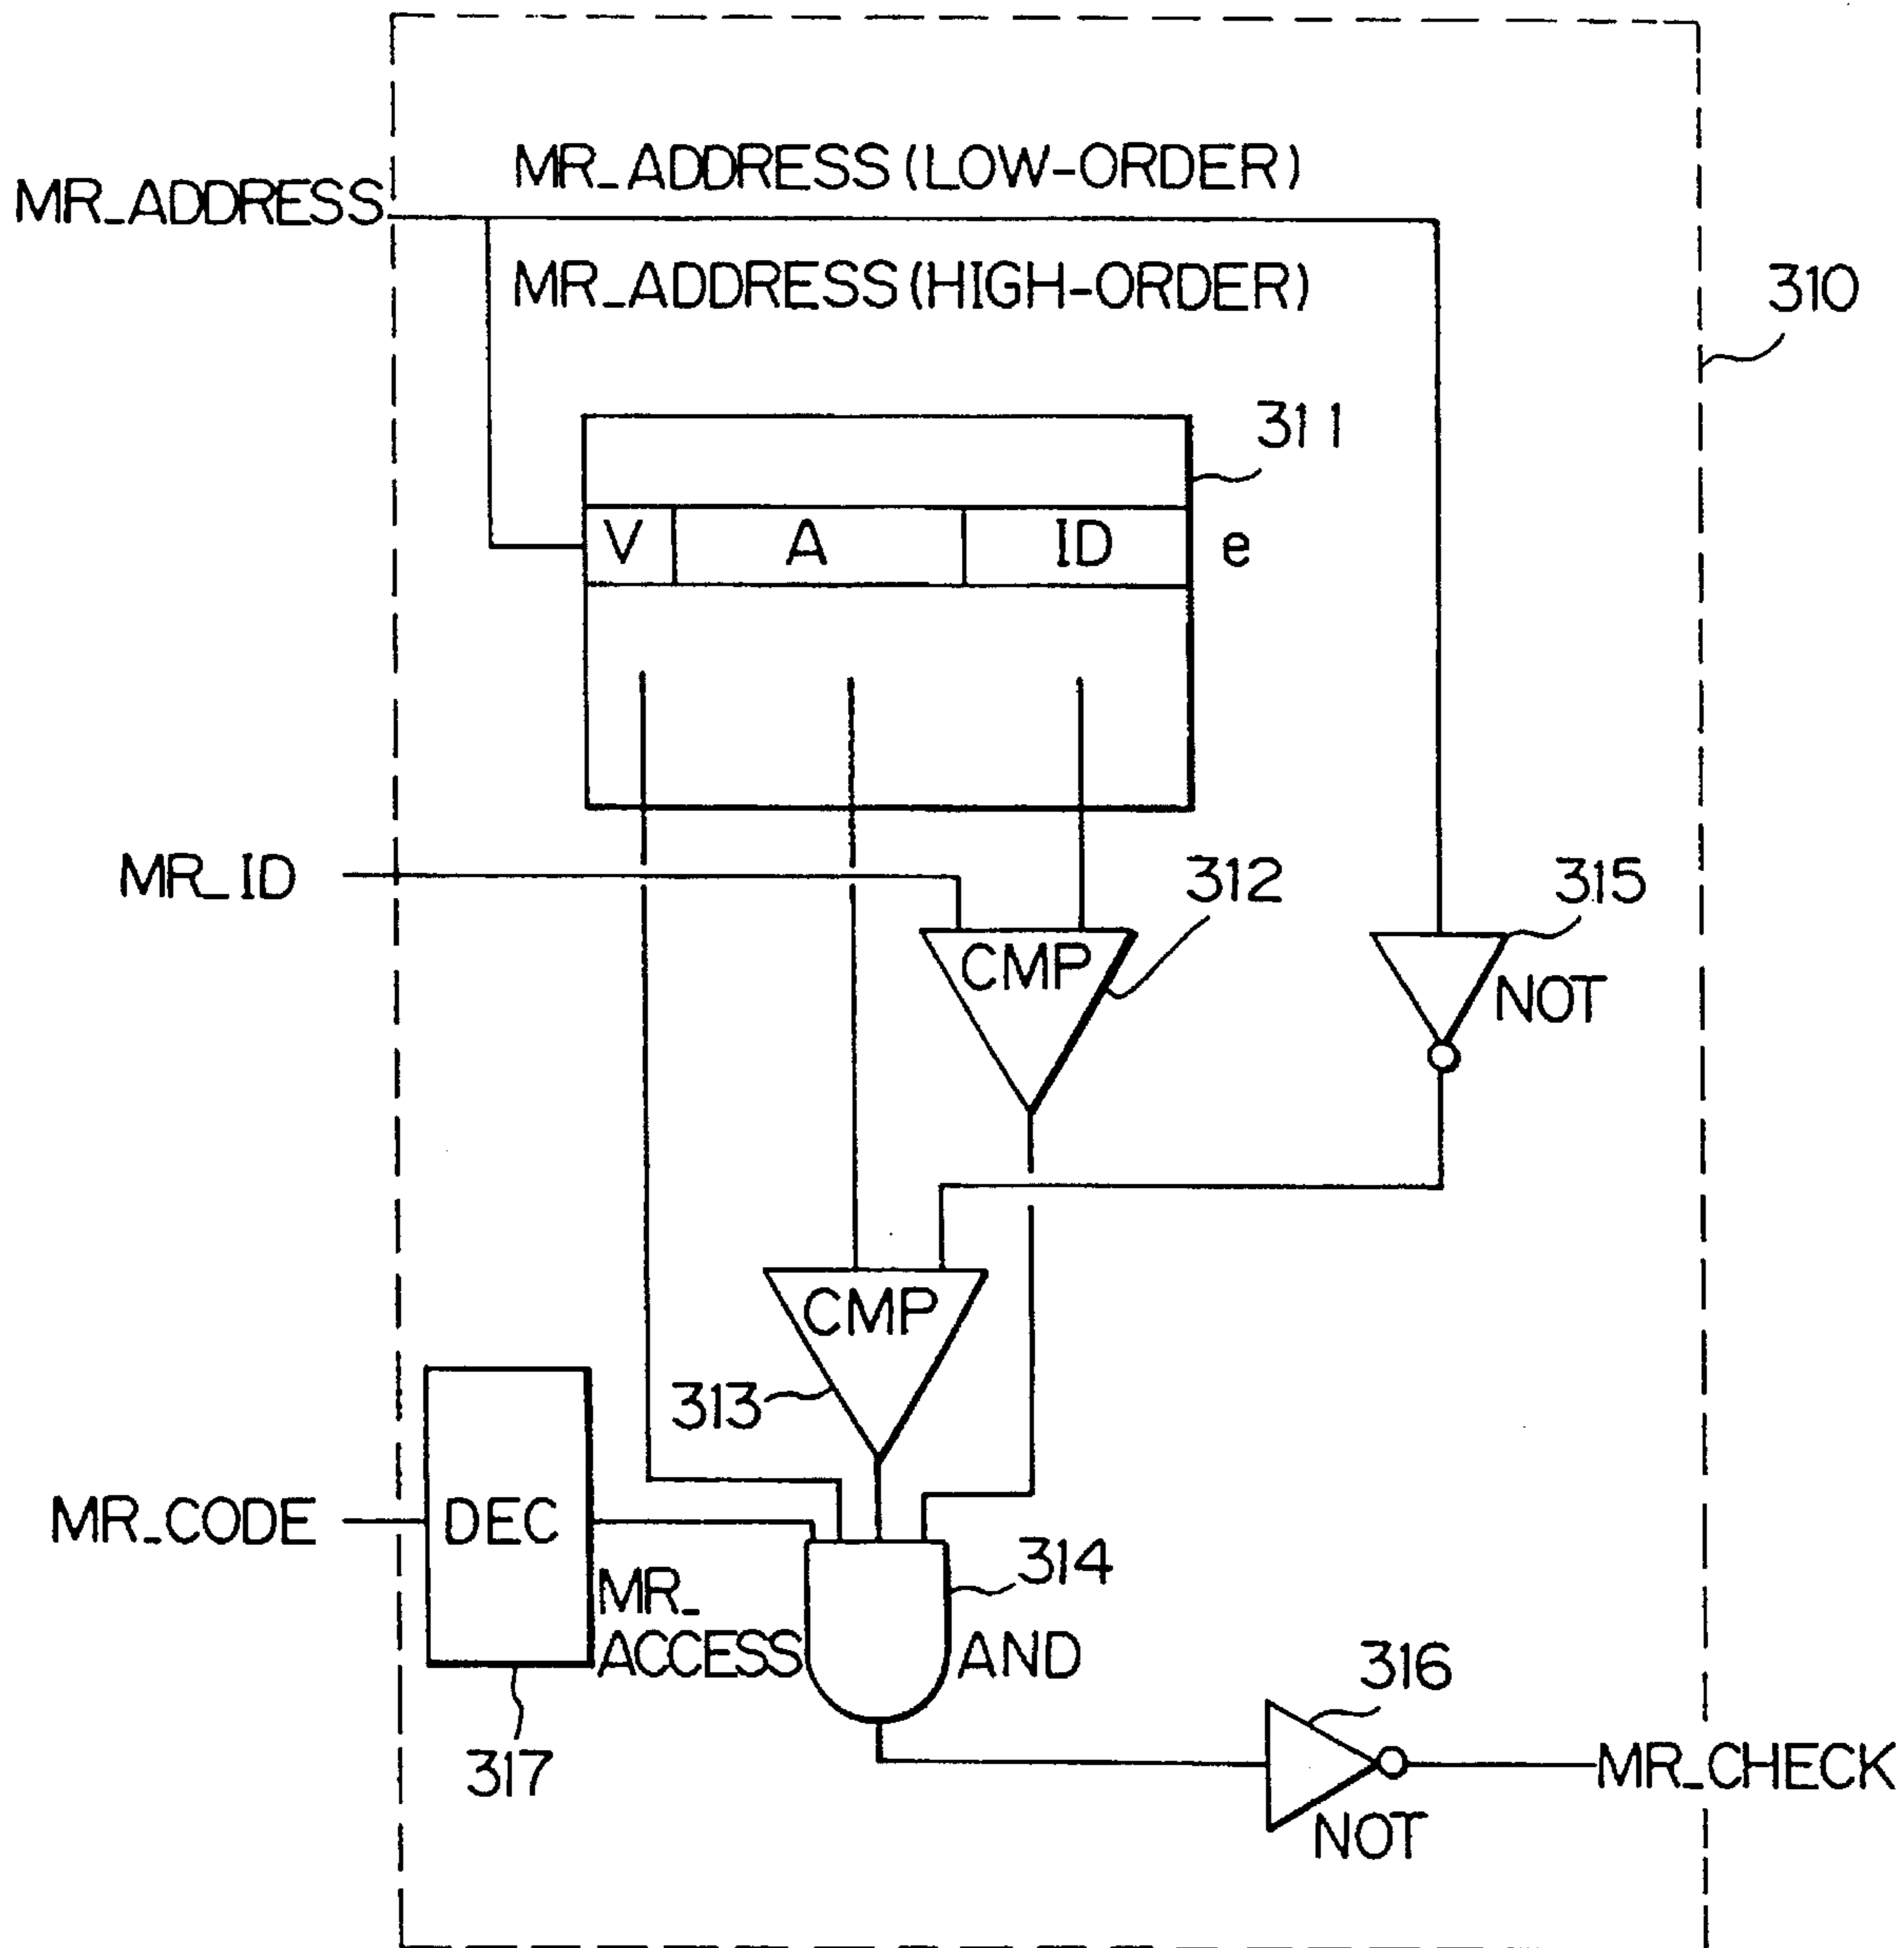 MR_ADDRESS (LOW-ORDER)
MR_ADDRESS
MR_ADDRESS (HIGH-ORDER)
310
311
V A ID e
MR_ID
312
315
CMP
NOT
CMP
313
MR_CODE
DEC
314
MR_
ACCESS
AND
316
317
MR_CHECK
NOT